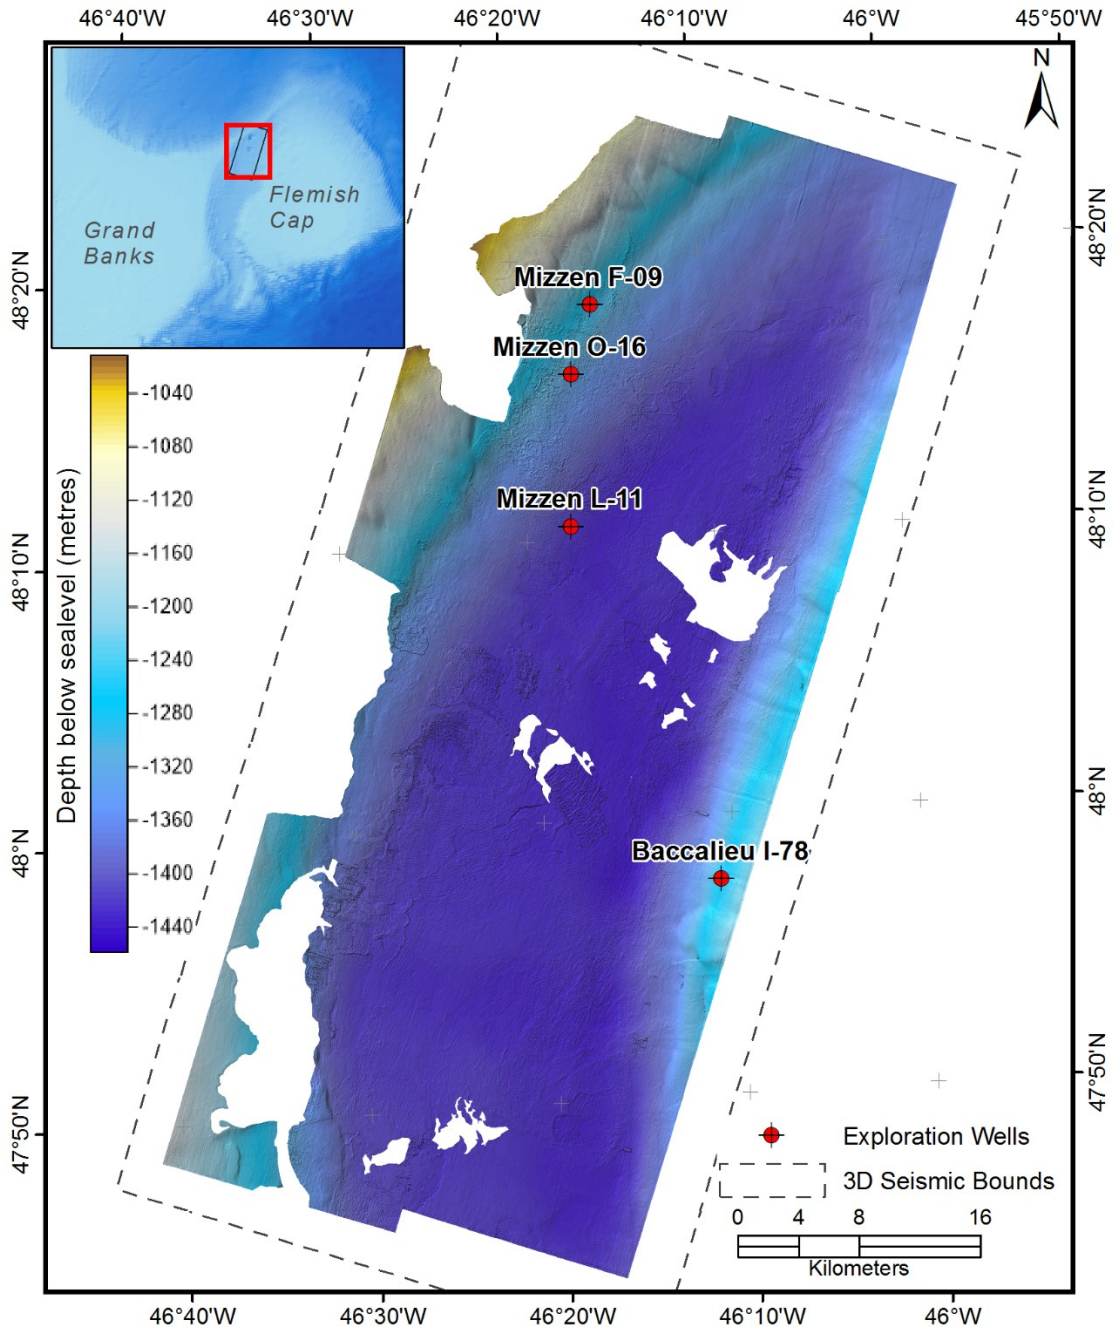 46°40'W 46°30'W 46°20'W 46°10'W 46°W 45°50'W
N
Flemish
Cap
Grand
Banks
48°20'N
48°10'N
48°N
47°50'N
48°20'N
48°10'N
48°N
47°50'N
Mizzen F-09
Mizzen O-16
Mizzen L-11
Baccalieu I-78
Depth below sealevel (metres)
-1040
-1080
-1120
-1160
-1200
-1240
-1280
-1320
-1360
-1400
-1440
Exploration Wells
3D Seismic Bounds
0 4 8 16
Kilometers
46°40'W 46°30'W 46°20'W 46°10'W 46°W